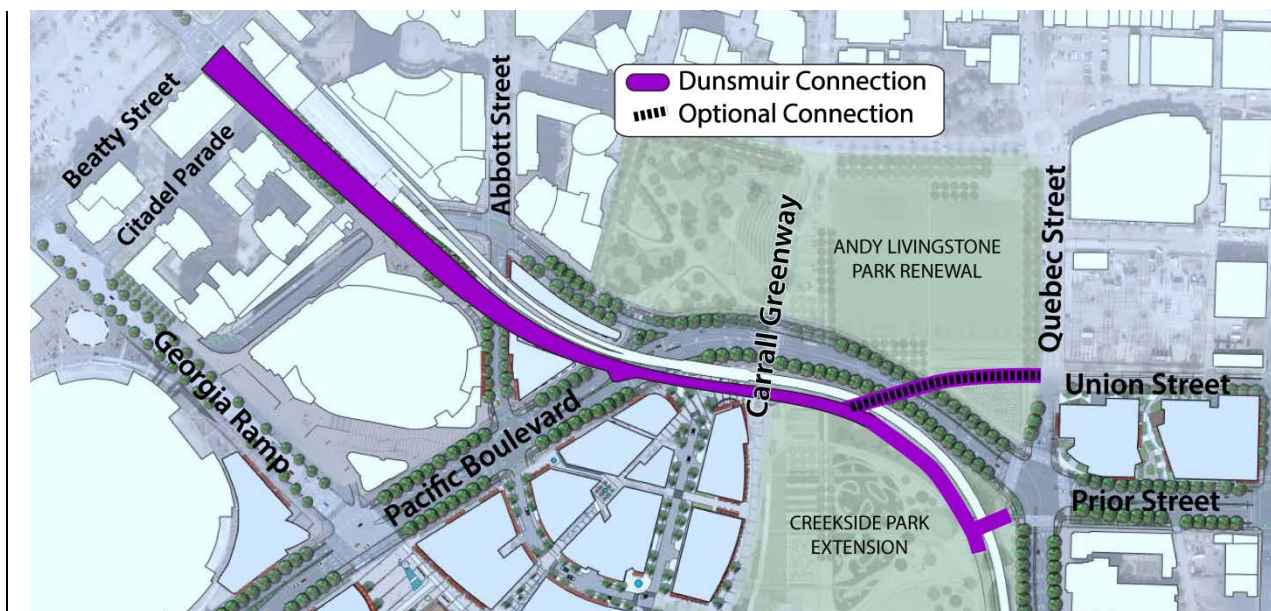 Dunsmuir Connection
Optional Connection
Beatty Street
Citadel Parade
Abbott Street
Carrall Greenway
ANDY LIVINGSTONE
PARK RENEWAL
Quebec Street
Georgia Ramp
Pacific Boulevard
Union Street
Prior Street
CREEKSIDE PARK
EXTENSION